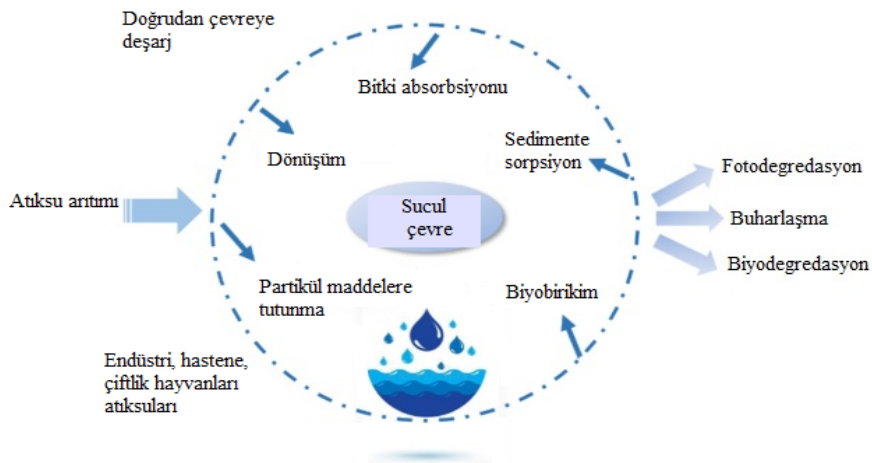 Doğrudan çevreye
deşarj
Bitki absorbsiyonu
Dönüşüm
Sedimente
sorpsiyon
Fotodegredasyon
Atıksu arıtımı
Sucul
çevre
Buharlaşma
Biyodegredasyon
Partikül maddelere
tutunma
Biyobirikim
Endüstri, hastene,
çiftlik hayvanları
atıksuları